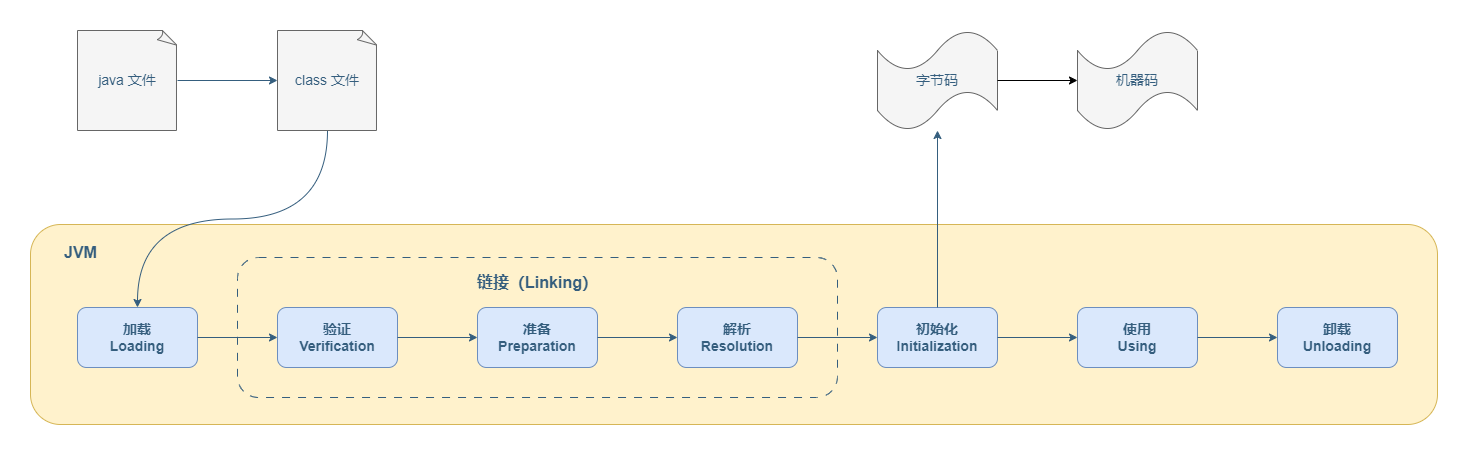 java 文件
class 文件
字节码
机器码
JVM
链接（Linking）
加载
Loading
验证
Verification
准备
Preparation
解析
Resolution
初始化
Initialization
使用
Using
卸载
Unloading